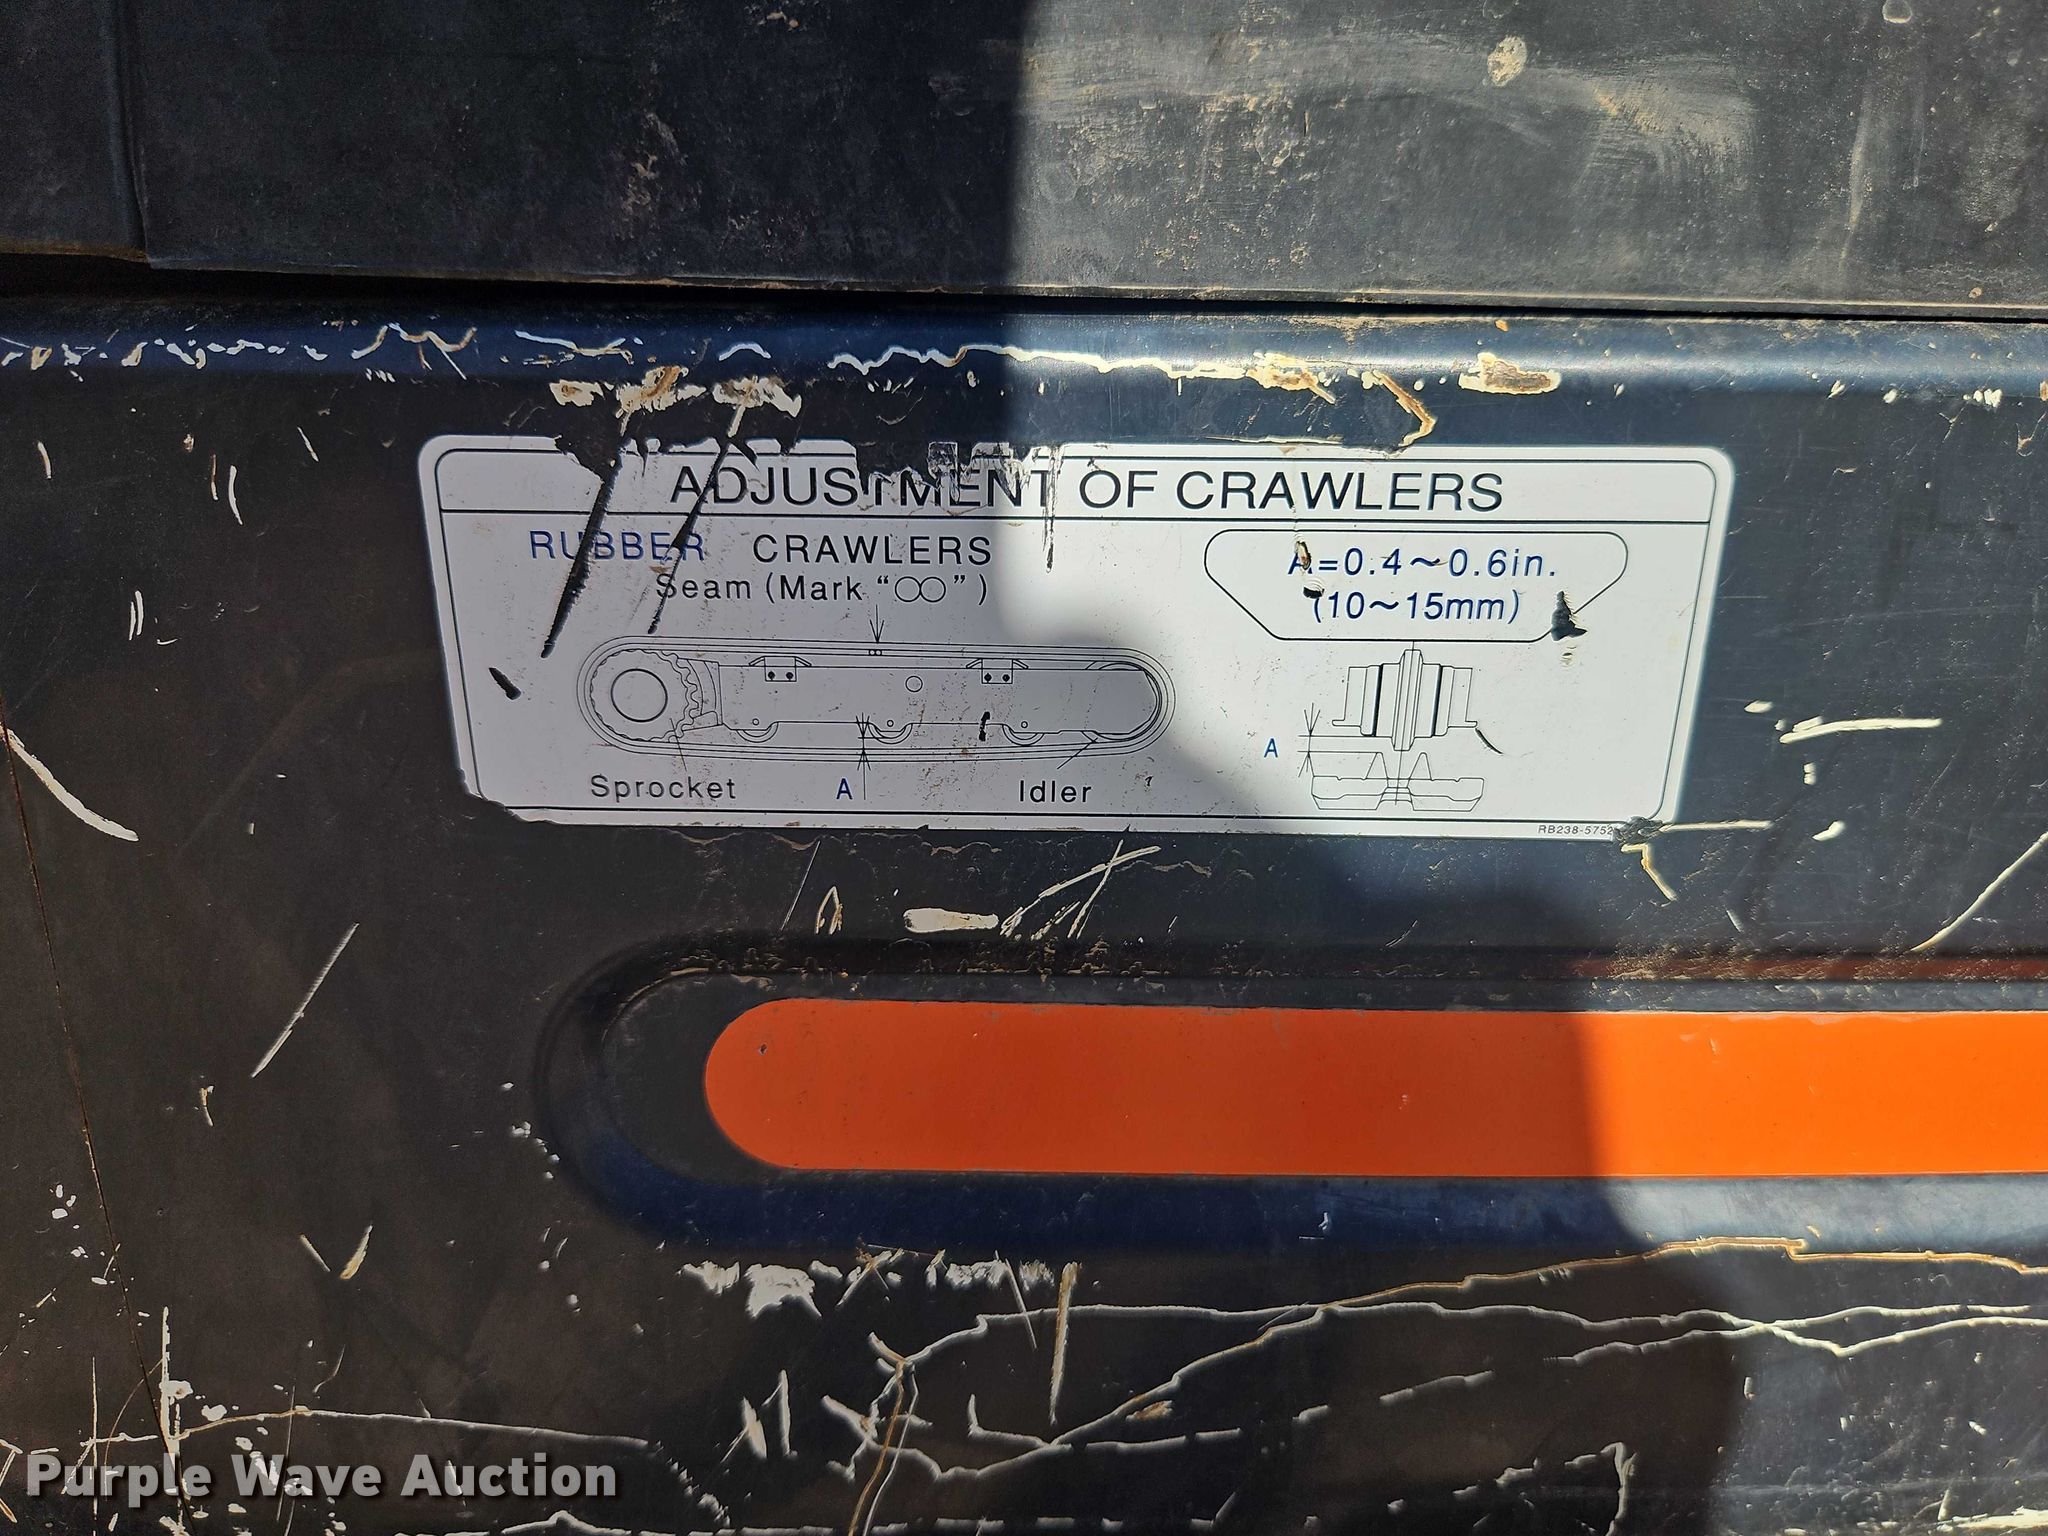 ADJUSTMENT OF CRAWLERS
RUBBER CRAWLERS
Seam (Mark “○○”)
A=0.4～0.6in.
(10～15mm)
A
Sprocket
A
Idler
RB238-5752
Purple Wave Auction